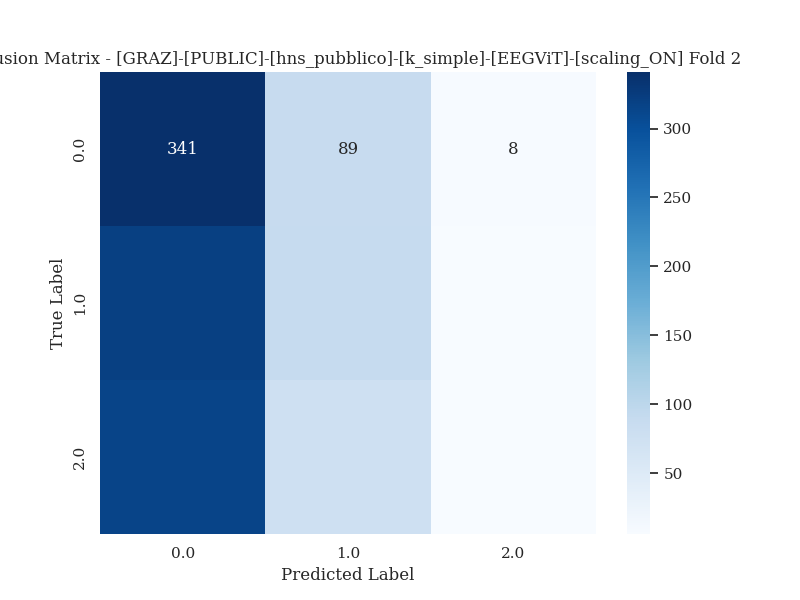 usion Matrix - [GRAZ]-[PUBLIC]-[hns_pubblico]-[k_simple]-[EEGViT]-[scaling_ON] Fold 2
True Label
0.0
1.0
2.0
341 89 8
0.0 1.0 2.0
Predicted Label
300
250
200
150
100
50